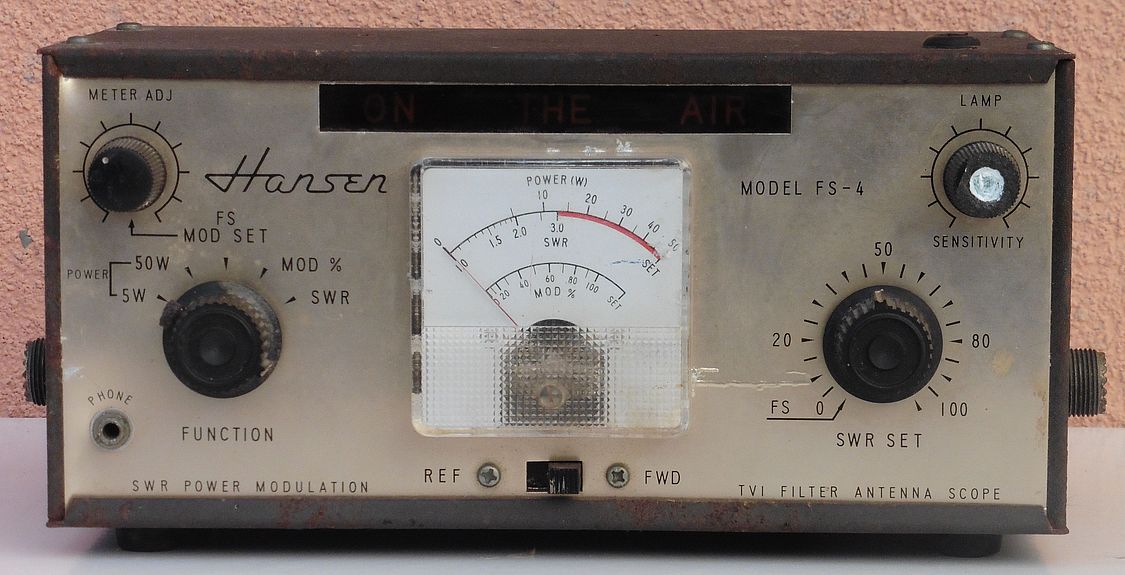 ON THE AIR
METER ADJ
LAMP
Hansen
MODEL FS-4
SENSITIVITY
FS
MOD SET
POWER
50W
5W
MOD %
SWR
PHONE
FUNCTION
SWR POWER MODULATION
POWER (W)
0 10 20 30 40 50
1.0 1.5 2.0 3.0 SET
SWR
20 40 60 80 100 SET
MOD %
REF
FWD
50
20
80
FS 0
100
SWR SET
TVI FILTER ANTENNA SCOPE